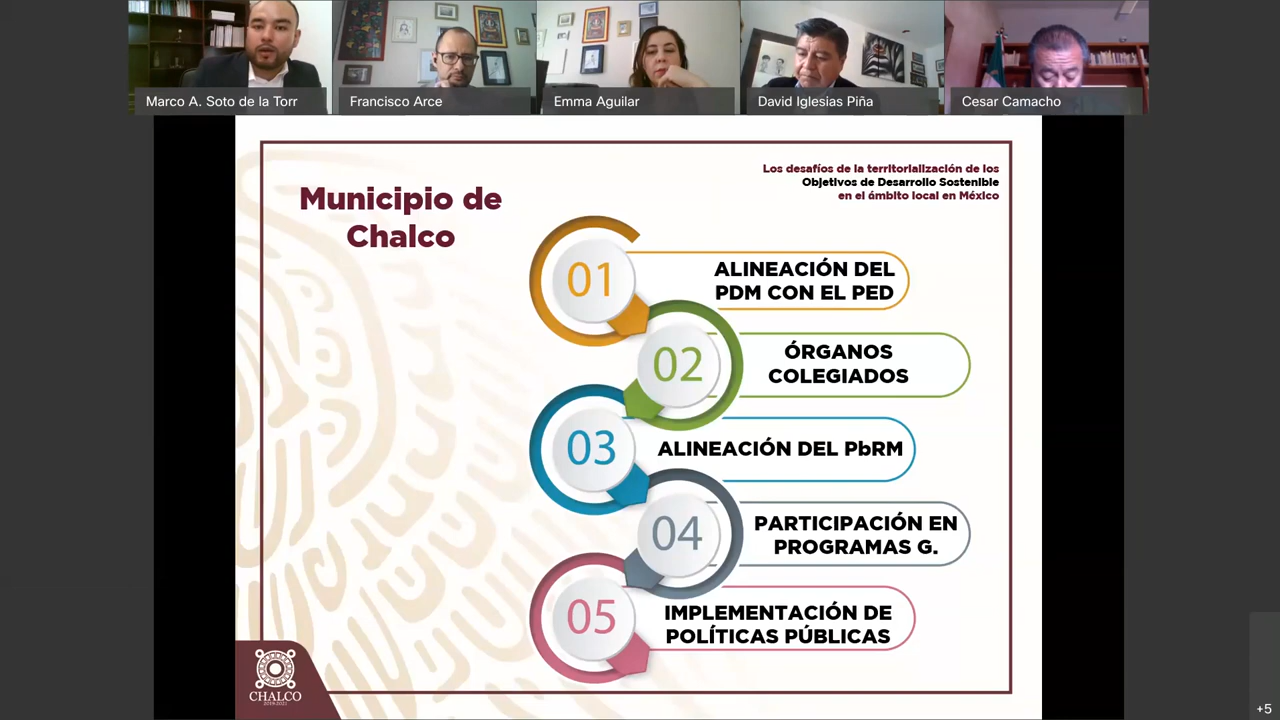 Marco A. Soto de la Torr
Francisco Arce
Emma Aguilar
David Iglesias Piña
Cesar Camacho
Los desafíos de la territorialización de los
Objetivos de Desarrollo Sostenible
en el ámbito local en México
Municipio de
Chalco
01
ALINEACIÓN DEL
PDM CON EL PED
02
ÓRGANOS
COLEGIADOS
03
ALINEACIÓN DEL PbRM
04
PARTICIPACIÓN EN
PROGRAMAS G.
05
IMPLEMENTACIÓN DE
POLÍTICAS PÚBLICAS
CHALCO
2019-2021
+5